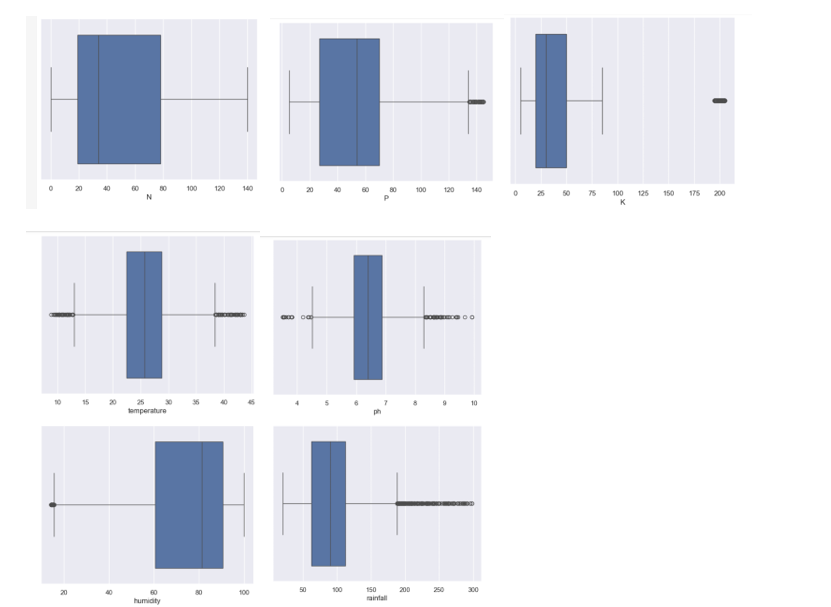 0 20 40 60 80 100 120 140
N
0 20 40 60 80 100 120 140
P
0 25 50 75 100 125 150 175 200
K
10 15 20 25 30 35 40 45
temperature
4 5 6 7 8 9 10
ph
20 40 60 80 100
humidity
50 100 150 200 250 300
rainfall